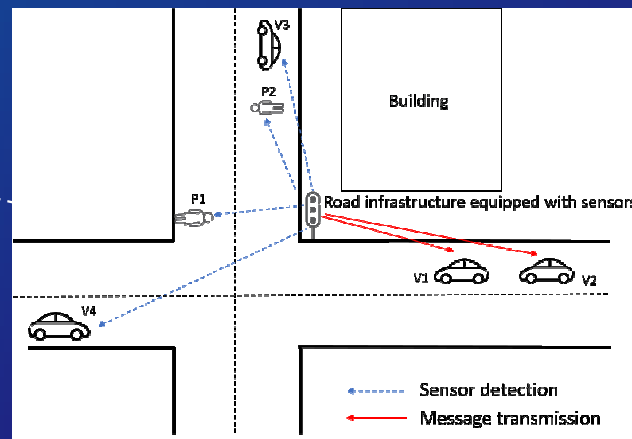 V3
P2
Building
P1
Road infrastructure equipped with sensors
V1
V2
V4
Sensor detection
Message transmission